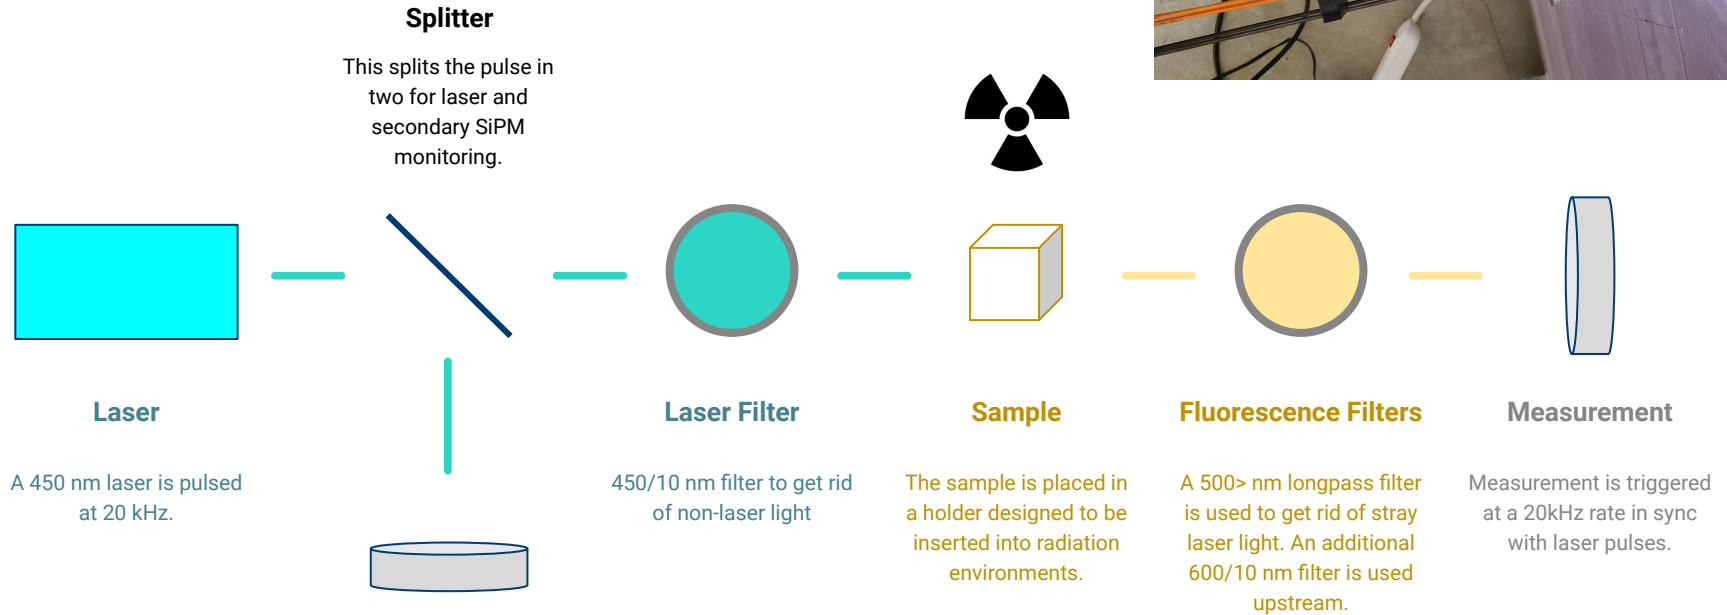 Splitter
This splits the pulse in
two for laser and
secondary SiPM
monitoring.
Laser
A 450 nm laser is pulsed
at 20 kHz.
Laser Filter
450/10 nm filter to get rid
of non-laser light
Sample
The sample is placed in
a holder designed to be
inserted into radiation
environments.
Fluorescence Filters
A 500> nm longpass filter
is used to get rid of stray
laser light. An additional
600/10 nm filter is used
upstream.
Measurement
Measurement is triggered
at a 20kHz rate in sync
with laser pulses.